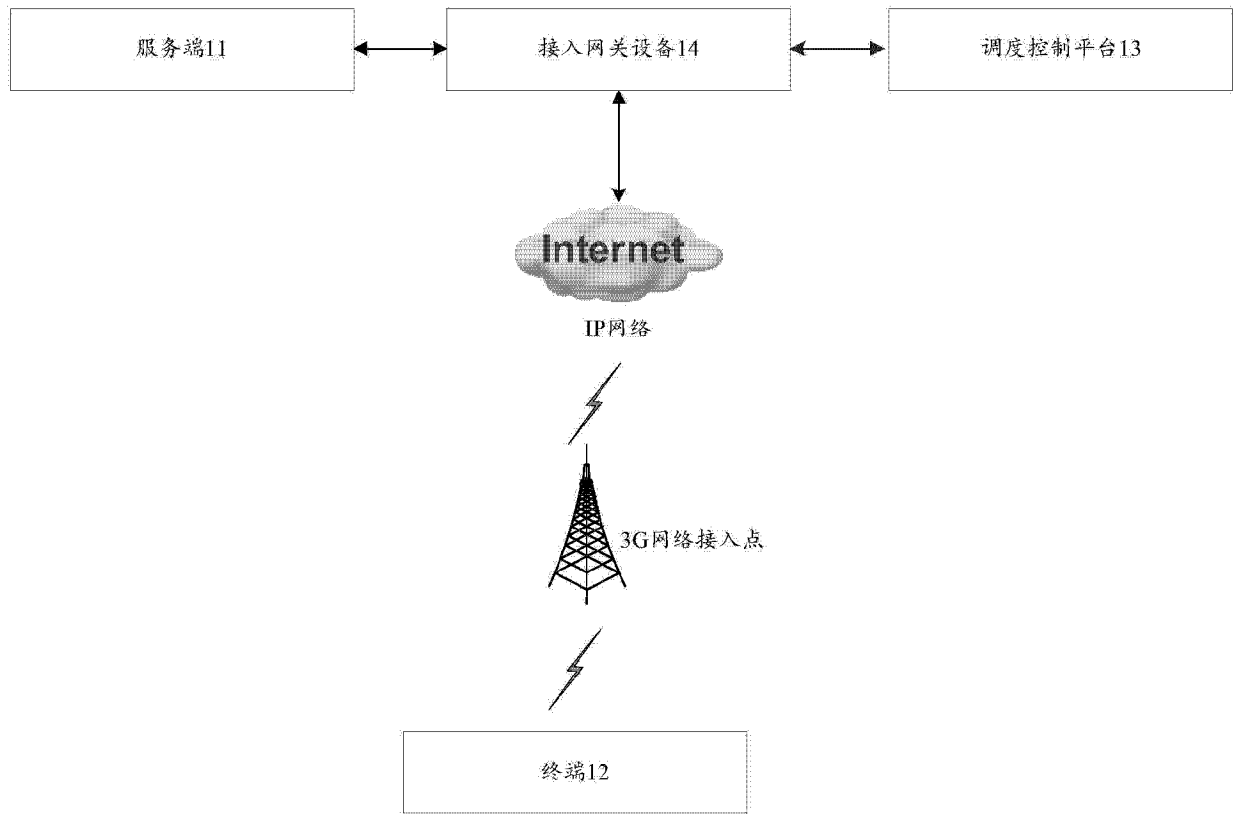 服务端11
接入网关设备14
调度控制平台13
Internet
IP网络
3G网络接入点
终端12